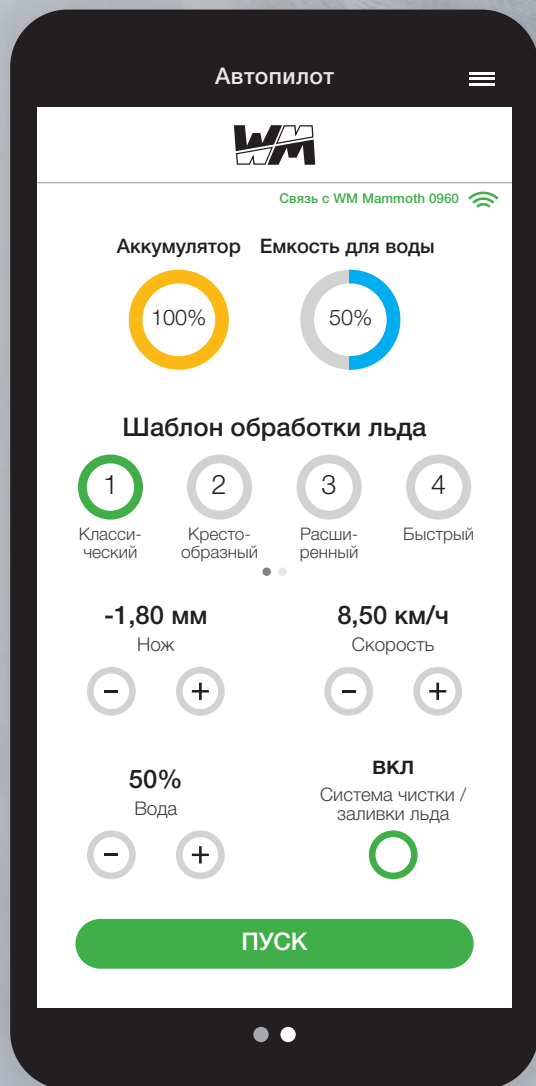 Автопилот
WM
Связь с WM Mammoth 0960
Аккумулятор Емкость для воды
100% 50%
Шаблон обработки льда
1 2 3 4
Класси- Кресто- Расши- Быстрый
ческий образный ренный
-1,80 мм 8,50 км/ч
Нож Скорость
- + - +
50% ВКЛ
Вода Система чистки /
заливки льда
- +
ПУСК